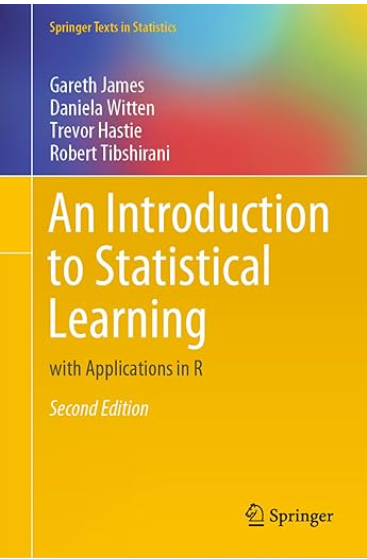 Springer Texts in Statistics
Gareth James
Daniela Witten
Trevor Hastie
Robert Tibshirani
An Introduction
to Statistical
Learning
with Applications in R
Second Edition
Springer